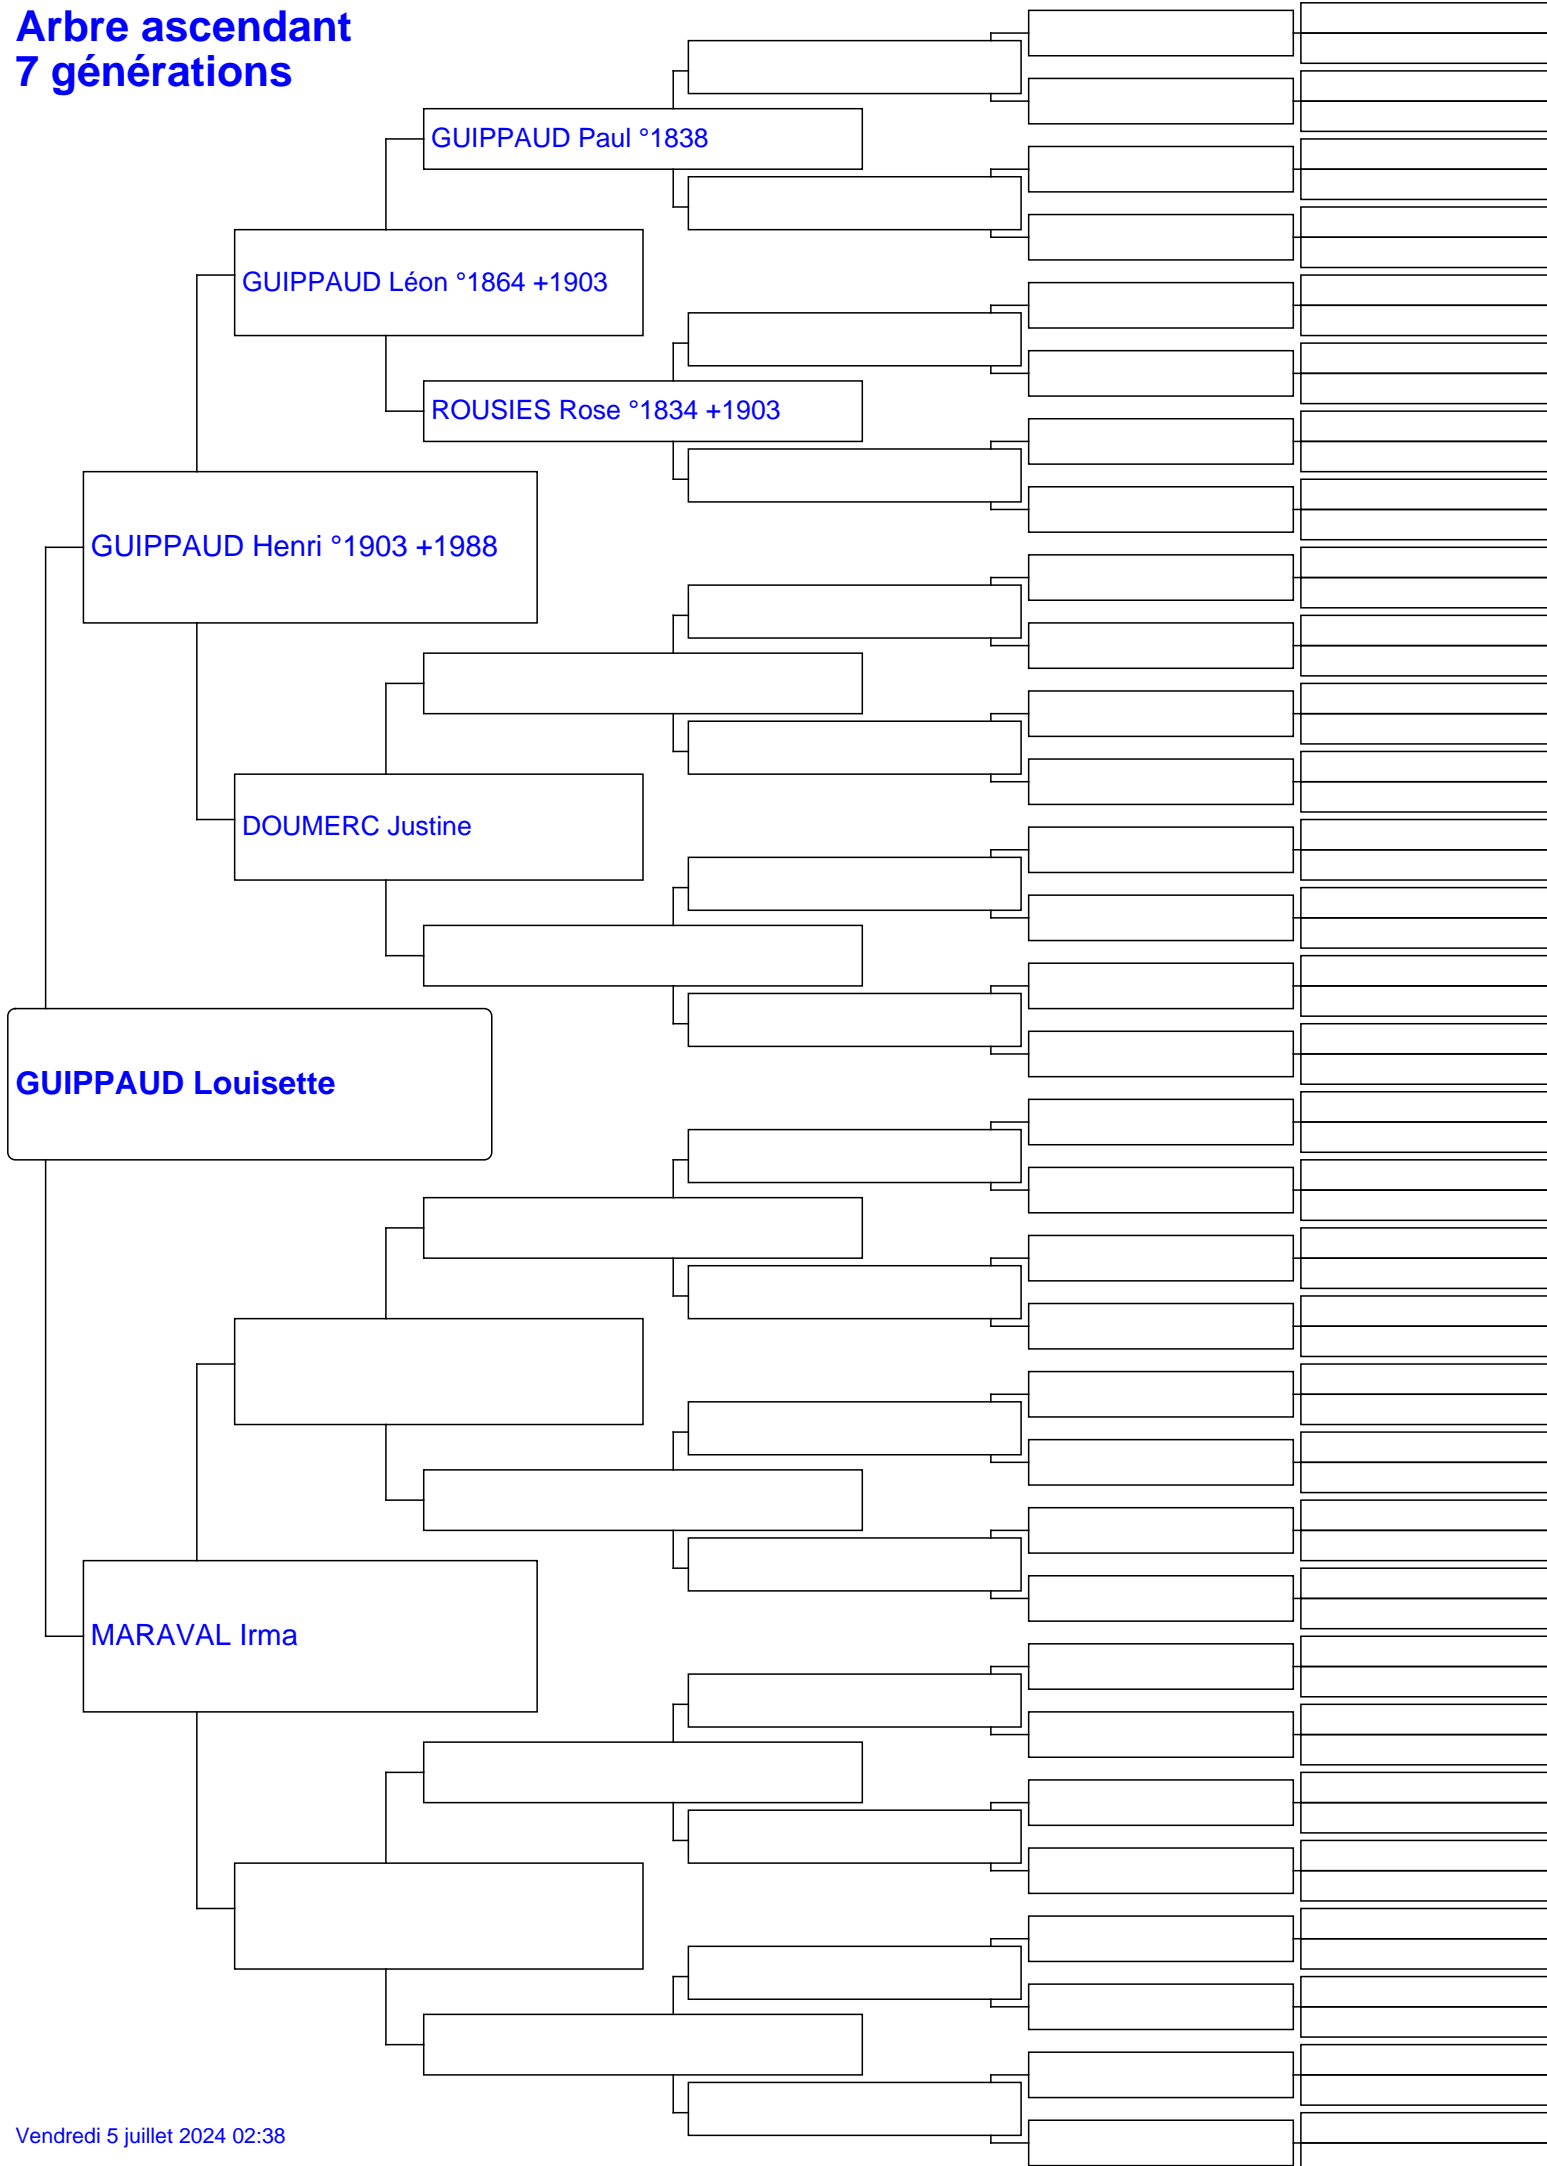 Arbre ascendant
7 générations
GUIPPAUD Paul °1838
GUIPPAUD Léon °1864 +1903
ROUSIES Rose °1834 +1903
GUIPPAUD Henri °1903 +1988
DOUMERC Justine
GUIPPAUD Louisette
MARAVAL Irma
Vendredi 5 juillet 2024 02:38